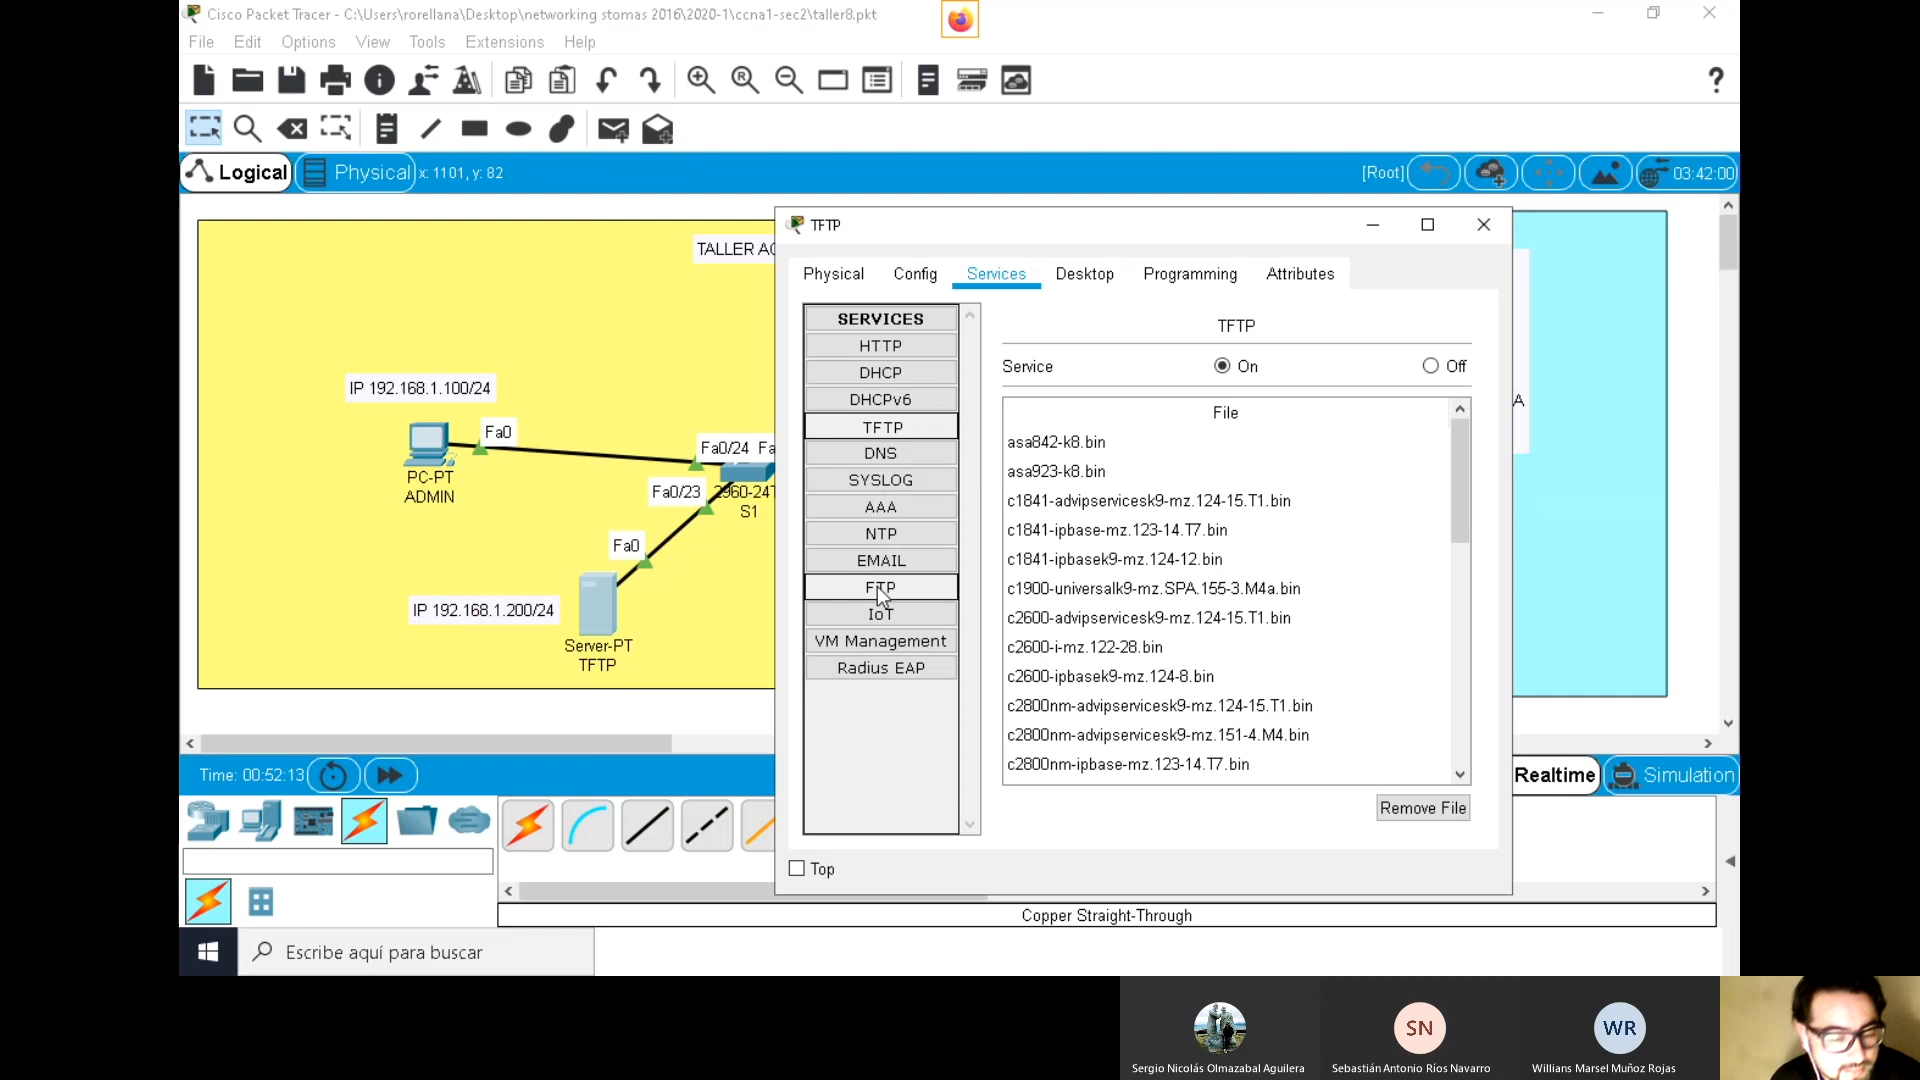 Cisco Packet Tracer - C:\Users\rorellana\Desktop\networking stomas 2016\2020-1\ccna1-sec2\taller8.pkt
File Edit Options View Tools Extensions Help
?
Logical Physical x: 1101, y: 82 [Root] 03:42:00
TALLER AC
IP 192.168.1.100/24
Fa0
Fa0/24 Fa
PC-PT
ADMIN
Fa0/23 2960-24T
S1
Fa0
IP 192.168.1.200/24
Server-PT
TFTP
A
TFTP
Physical Config Services Desktop Programming Attributes
SERVICES
HTTP
DHCP
DHCPv6
TFTP
DNS
SYSLOG
AAA
NTP
EMAIL
FTP
IoT
VM Management
Radius EAP
TFTP
Service On Off
File
asa842-k8.bin
asa923-k8.bin
c1841-advipservicesk9-mz.124-15.T1.bin
c1841-ipbase-mz.123-14.T7.bin
c1841-ipbasek9-mz.124-12.bin
c1900-universalk9-mz.SPA.155-3.M4a.bin
c2600-advipservicesk9-mz.124-15.T1.bin
c2600-i-mz.122-28.bin
c2600-ipbasek9-mz.124-8.bin
c2800nm-advipservicesk9-mz.124-15.T1.bin
c2800nm-advipservicesk9-mz.151-4.M4.bin
c2800nm-ipbase-mz.123-14.T7.bin
Remove File
Top
Time: 00:52:13 Realtime Simulation
Copper Straight-Through
Escribe aquí para buscar
SN WR
Sergio Nicolás Olmazabal Aguilera Sebastián Antonio Ríos Navarro Willians Marsel Muñoz Rojas